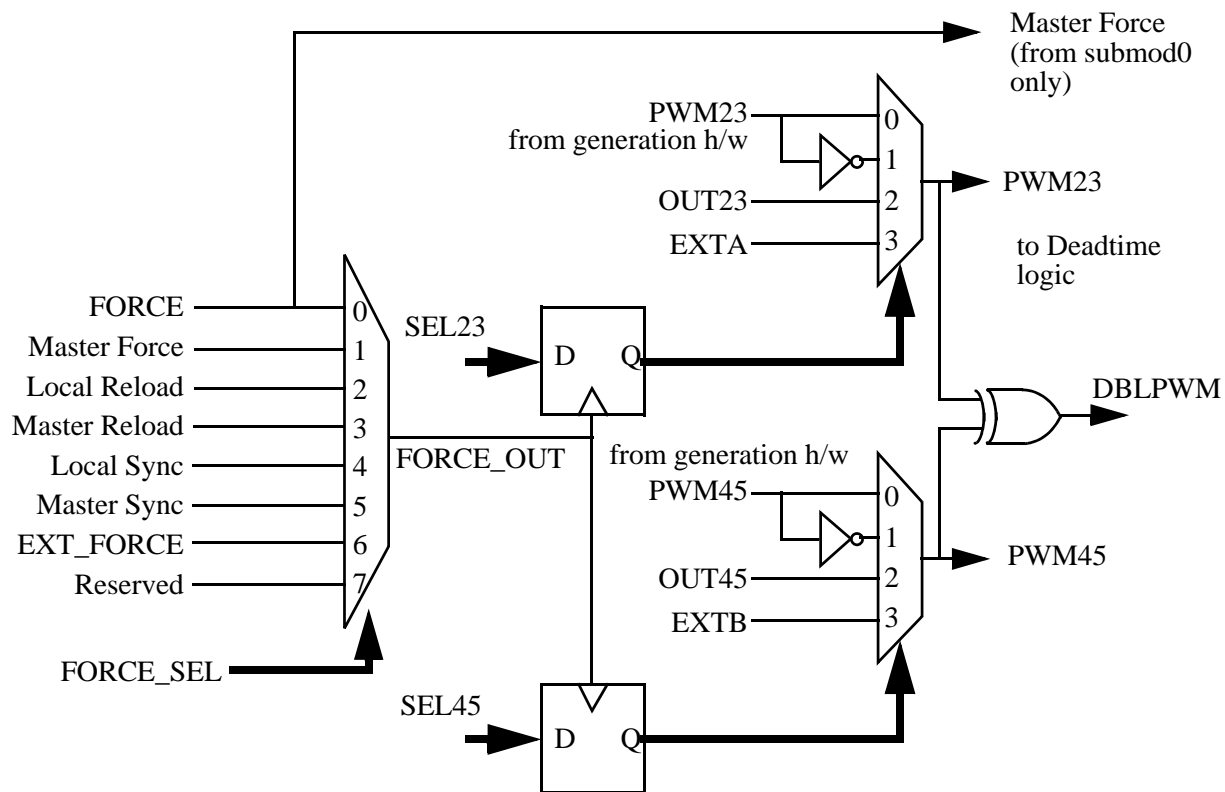 Master Force
(from submod0
only)
PWM23
from generation h/w
0
1
OUT23
2
EXTA
3
PWM23
to Deadtime
logic
FORCE
0
Master Force
1
Local Reload
2
Master Reload
3
Local Sync
4
Master Sync
5
EXT_FORCE
6
Reserved
7
FORCE_SEL
FORCE_OUT
SEL23
D
Q
DBLPWM
from generation h/w
PWM45
0
1
OUT45
2
EXTB
3
PWM45
SEL45
D
Q